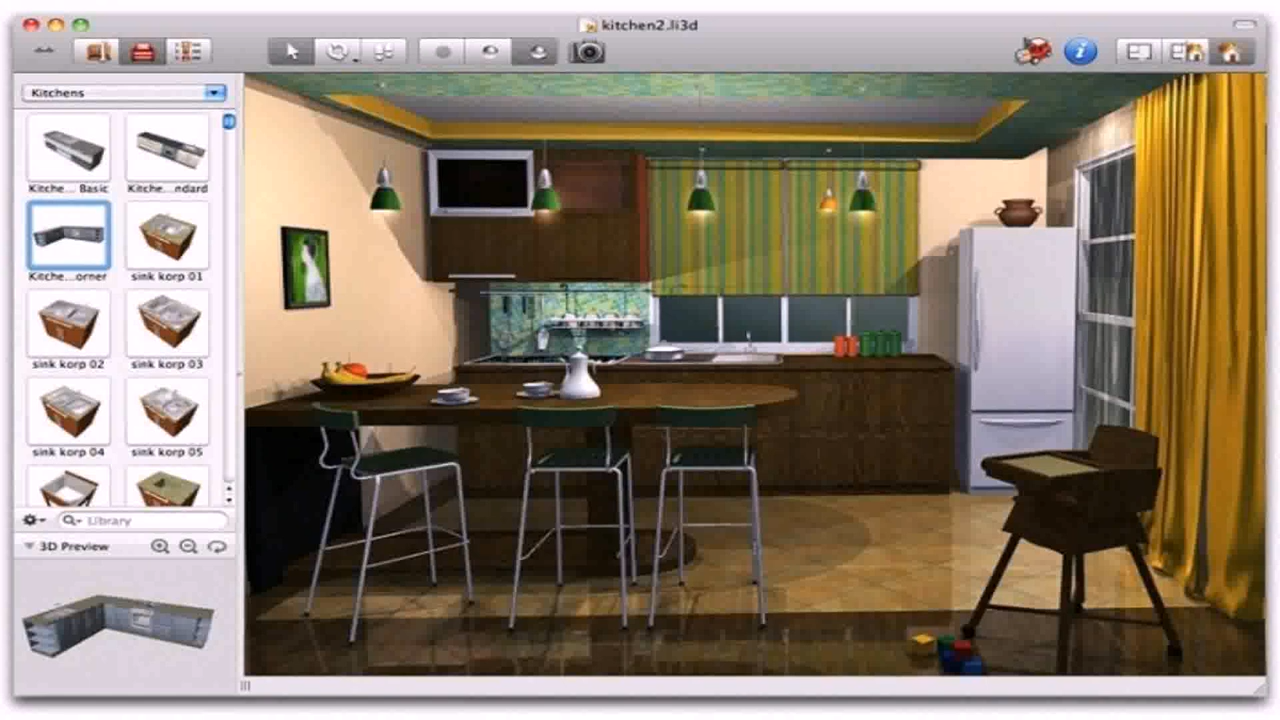 kitchen2.li3d
Kitchens
Kitche... Basic
Kitche...ndard
Kitche...orner
sink korp 01
sink korp 02
sink korp 03
sink korp 04
sink korp 05
Library
3D Preview